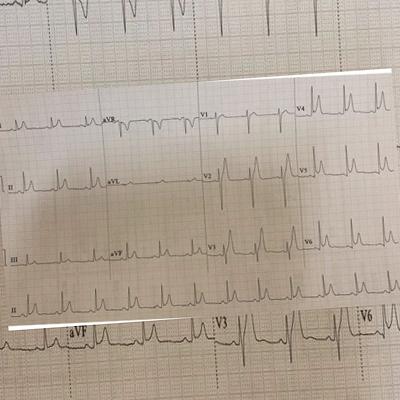 aVR V1 V4
II aVL V2 V5
III aVF V3 V6
II
aVF V3 V6